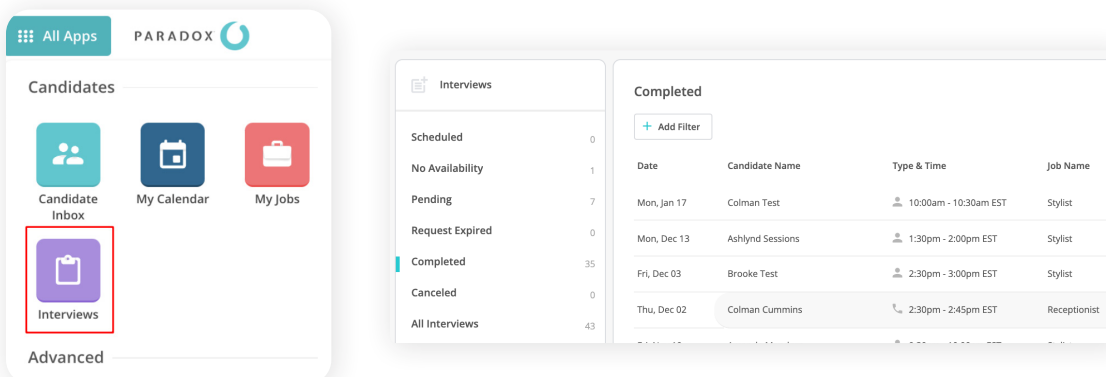 All Apps
PARADOX
Candidates
Candidate
Inbox
My Calendar
My Jobs
Interviews
Advanced
Interviews
Scheduled 0
No Availability 1
Pending 7
Request Expired 0
Completed 35
Canceled 0
All Interviews 43
Completed
+ Add Filter
Date Candidate Name Type & Time Job Name
Mon, Jan 17 Colman Test 10:00am - 10:30am EST Stylist
Mon, Dec 13 Ashlynd Sessions 1:30pm - 2:00pm EST Stylist
Fri, Dec 03 Brooke Test 2:30pm - 3:00pm EST Stylist
Thu, Dec 02 Colman Cummins 2:30pm - 2:45pm EST Receptionist